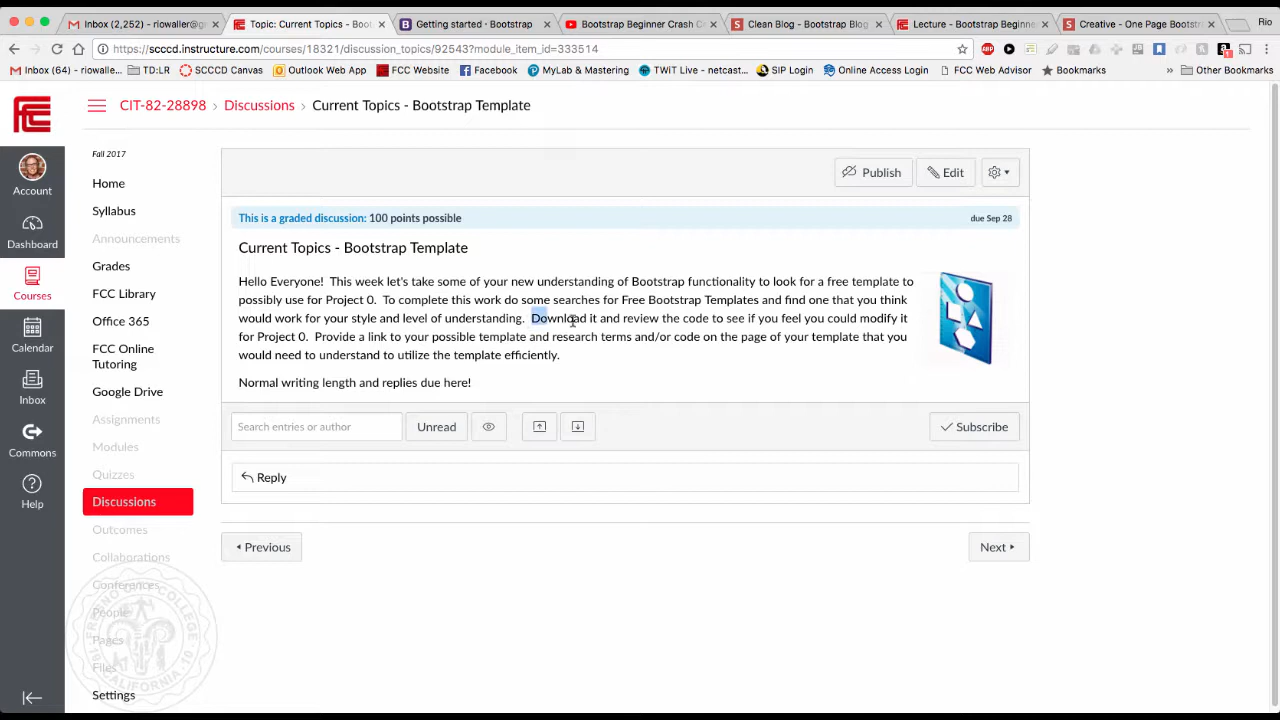 Inbox (2,252) - riowaller@g
Topic: Current Topics - Boot
Getting started · Bootstrap
Bootstrap Beginner Crash C
Clean Blog - Bootstrap Blog
Lecture - Bootstrap Beginne
Creative - One Page Bootst
Rio
https://scccd.instructure.com/courses/18321/discussion_topics/92543?module_item_id=333514
Inbox (64) - riowalle
TD:LR
SCCCD Canvas
Outlook Web App
FCC Website
Facebook
MyLab & Mastering
TWiT Live - netcast
SIP Login
Online Access Login
FCC Web Advisor
Bookmarks
Other Bookmarks
CIT-82-28898 › Discussions › Current Topics - Bootstrap Template
Account
Dashboard
Courses
Calendar
Inbox
Commons
Help
Fall 2017
Home
Syllabus
Announcements
Grades
FCC Library
Office 365
FCC Online
Tutoring
Google Drive
Assignments
Modules
Quizzes
Discussions
Outcomes
Collaborations
Conferences
People
Pages
Files
Settings
Publish
Edit
This is a graded discussion: 100 points possible
due Sep 28
Current Topics - Bootstrap Template
Hello Everyone! This week let's take some of your new understanding of Bootstrap functionality to look for a free template to
possibly use for Project 0. To complete this work do some searches for Free Bootstrap Templates and find one that you think
would work for your style and level of understanding. Download it and review the code to see if you feel you could modify it
for Project 0. Provide a link to your possible template and research terms and/or code on the page of your template that you
would need to understand to utilize the template efficiently.
Normal writing length and replies due here!
Search entries or author
Unread
Subscribe
Reply
Previous
Next